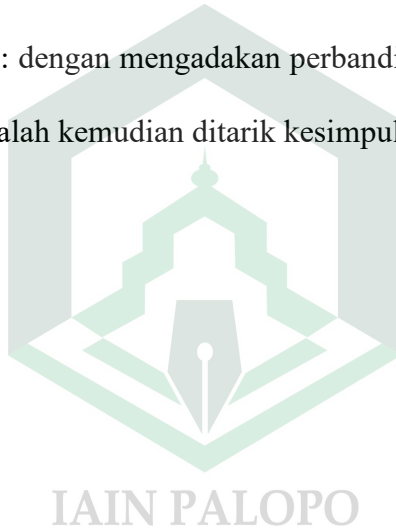 : dengan mengadakan perbandi
alah kemudian ditarik kesimpul
IAIN PALOPO